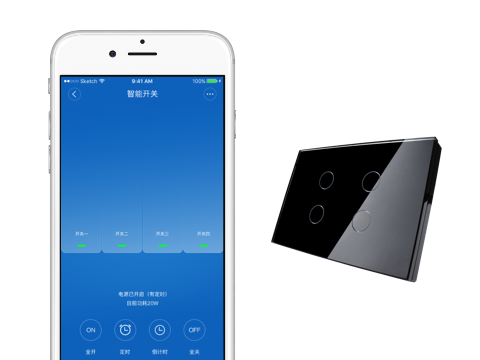 Sketch 9:41 AM 100%
智能开关
开关一 开关二 开关三 开关四
电源已开启（有定时）
目前功耗20W
ON OFF
全开 定时 倒计时 全关